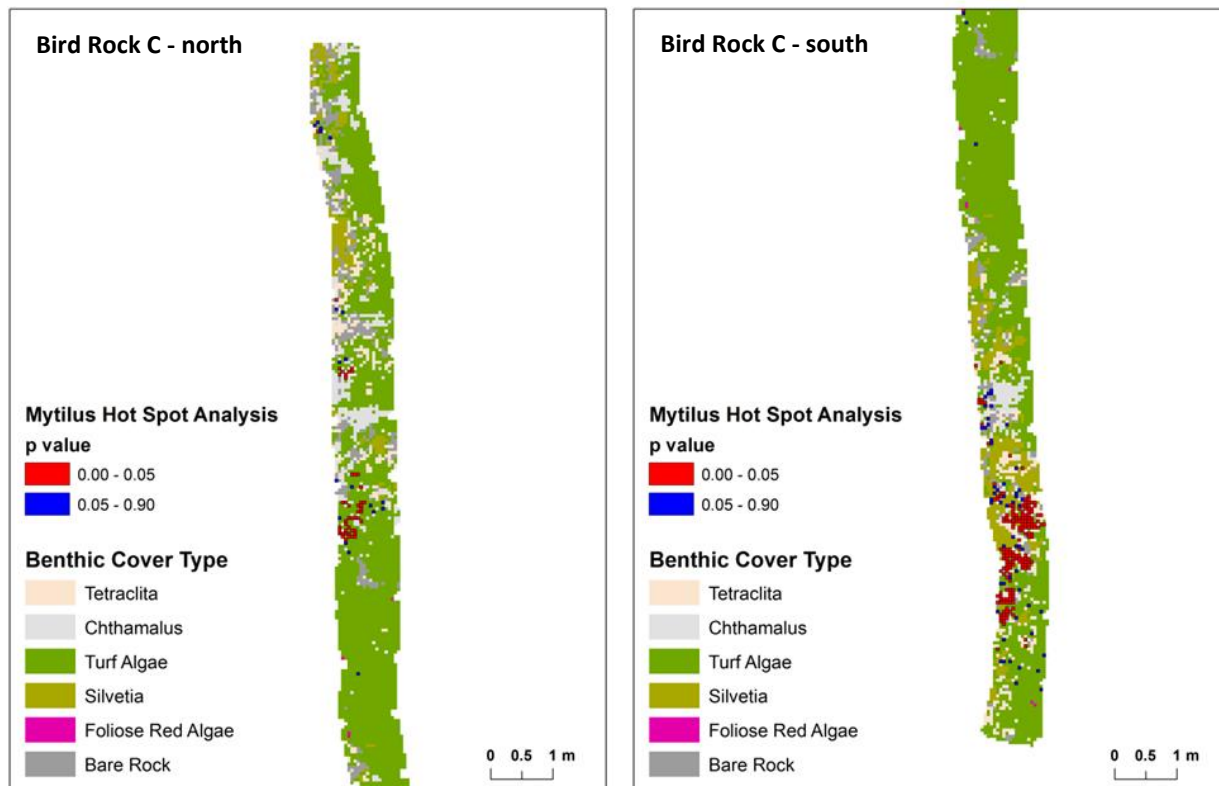 Bird Rock C - north
Mytilus Hot Spot Analysis
p value
0.00 - 0.05
0.05 - 0.90
Benthic Cover Type
Tetraclita
Chthamalus
Turf Algae
Silvetia
Foliose Red Algae
Bare Rock
0 0.5 1 m
Bird Rock C - south
Mytilus Hot Spot Analysis
p value
0.00 - 0.05
0.05 - 0.90
Benthic Cover Type
Tetraclita
Chthamalus
Turf Algae
Silvetia
Foliose Red Algae
Bare Rock
0 0.5 1 m